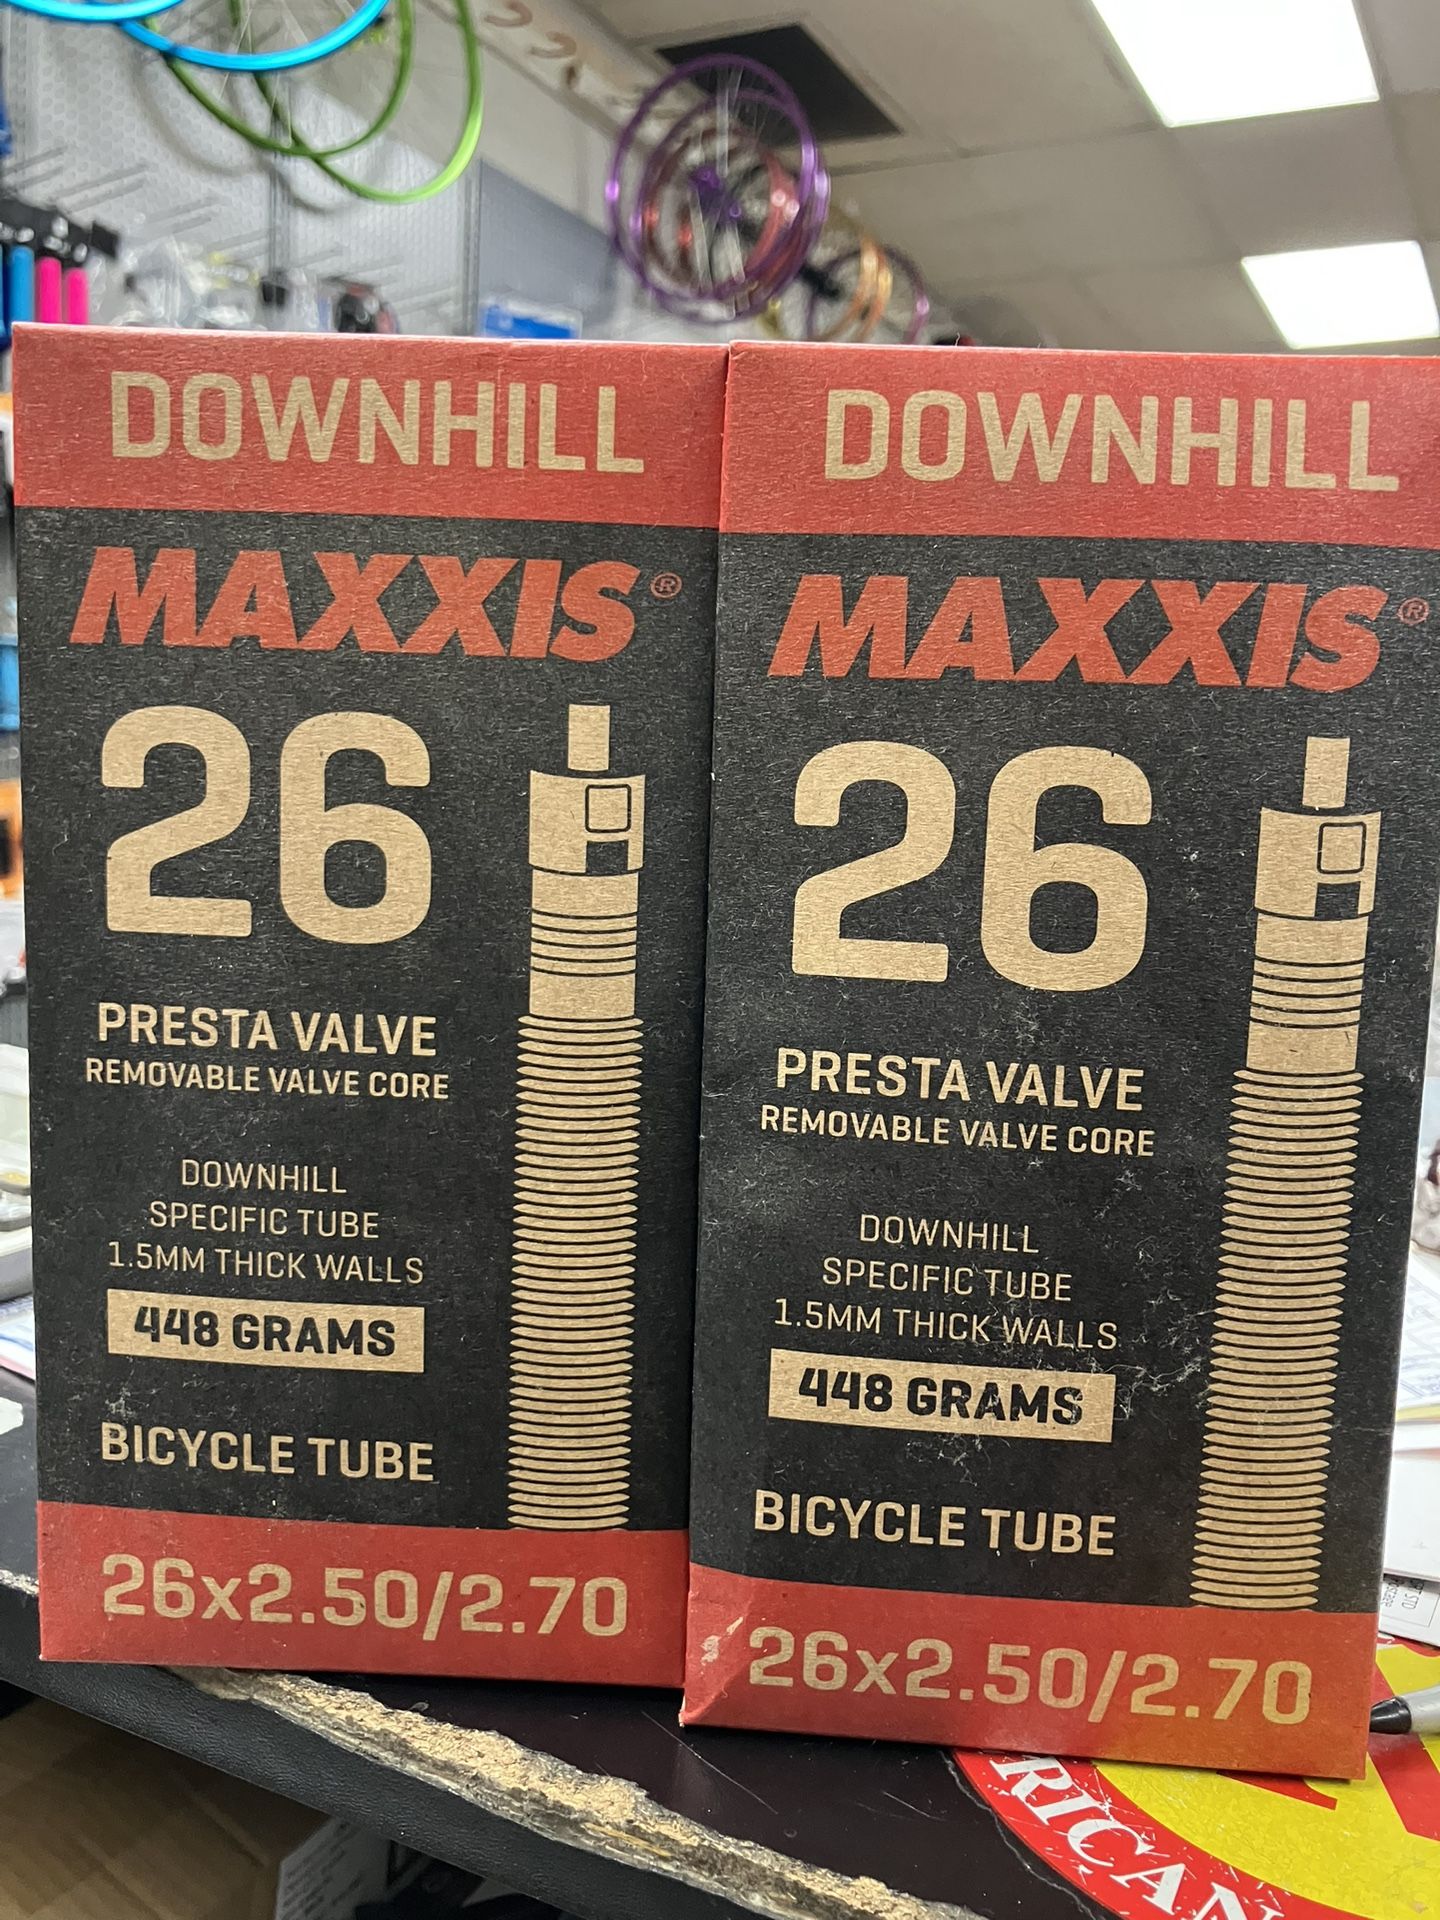 DOWNHILL
MAXXIS®
26
PRESTA VALVE
REMOVABLE VALVE CORE
DOWNHILL
SPECIFIC TUBE
1.5MM THICK WALLS
448 GRAMS
BICYCLE TUBE
26x2.50/2.70
DOWNHILL
MAXXIS®
26
PRESTA VALVE
REMOVABLE VALVE CORE
DOWNHILL
SPECIFIC TUBE
1.5MM THICK WALLS
448 GRAMS
BICYCLE TUBE
26x2.50/2.70
RICAN